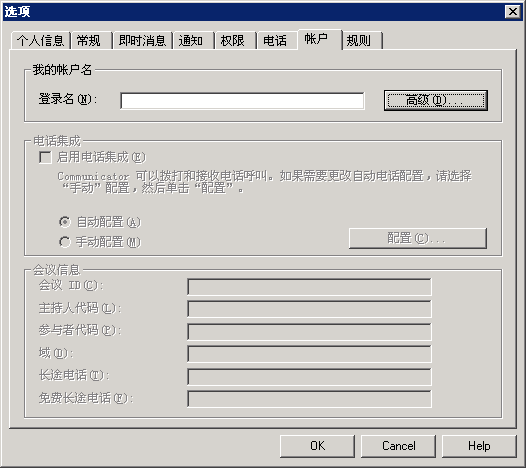 选项
个人信息 常规 即时消息 通知 权限 电话 帐户 规则
我的帐户名
登录名(N): 高级(D)...
电话集成
启用电话集成(E)
Communicator 可以拨打和接收电话呼叫。如果需要更改自动电话配置,请选择
“手动”配置,然后单击“配置”。
自动配置(A)
手动配置(M) 配置(C)...
会议信息
会议 ID(C):
主持人代码(L):
参与者代码(P):
域(D):
长途电话(T):
免费长途电话(F):
OK Cancel Help